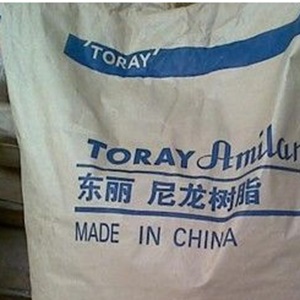 'TORAY'
TORAY Amilan
东丽 尼龙树脂
MADE IN CHINA